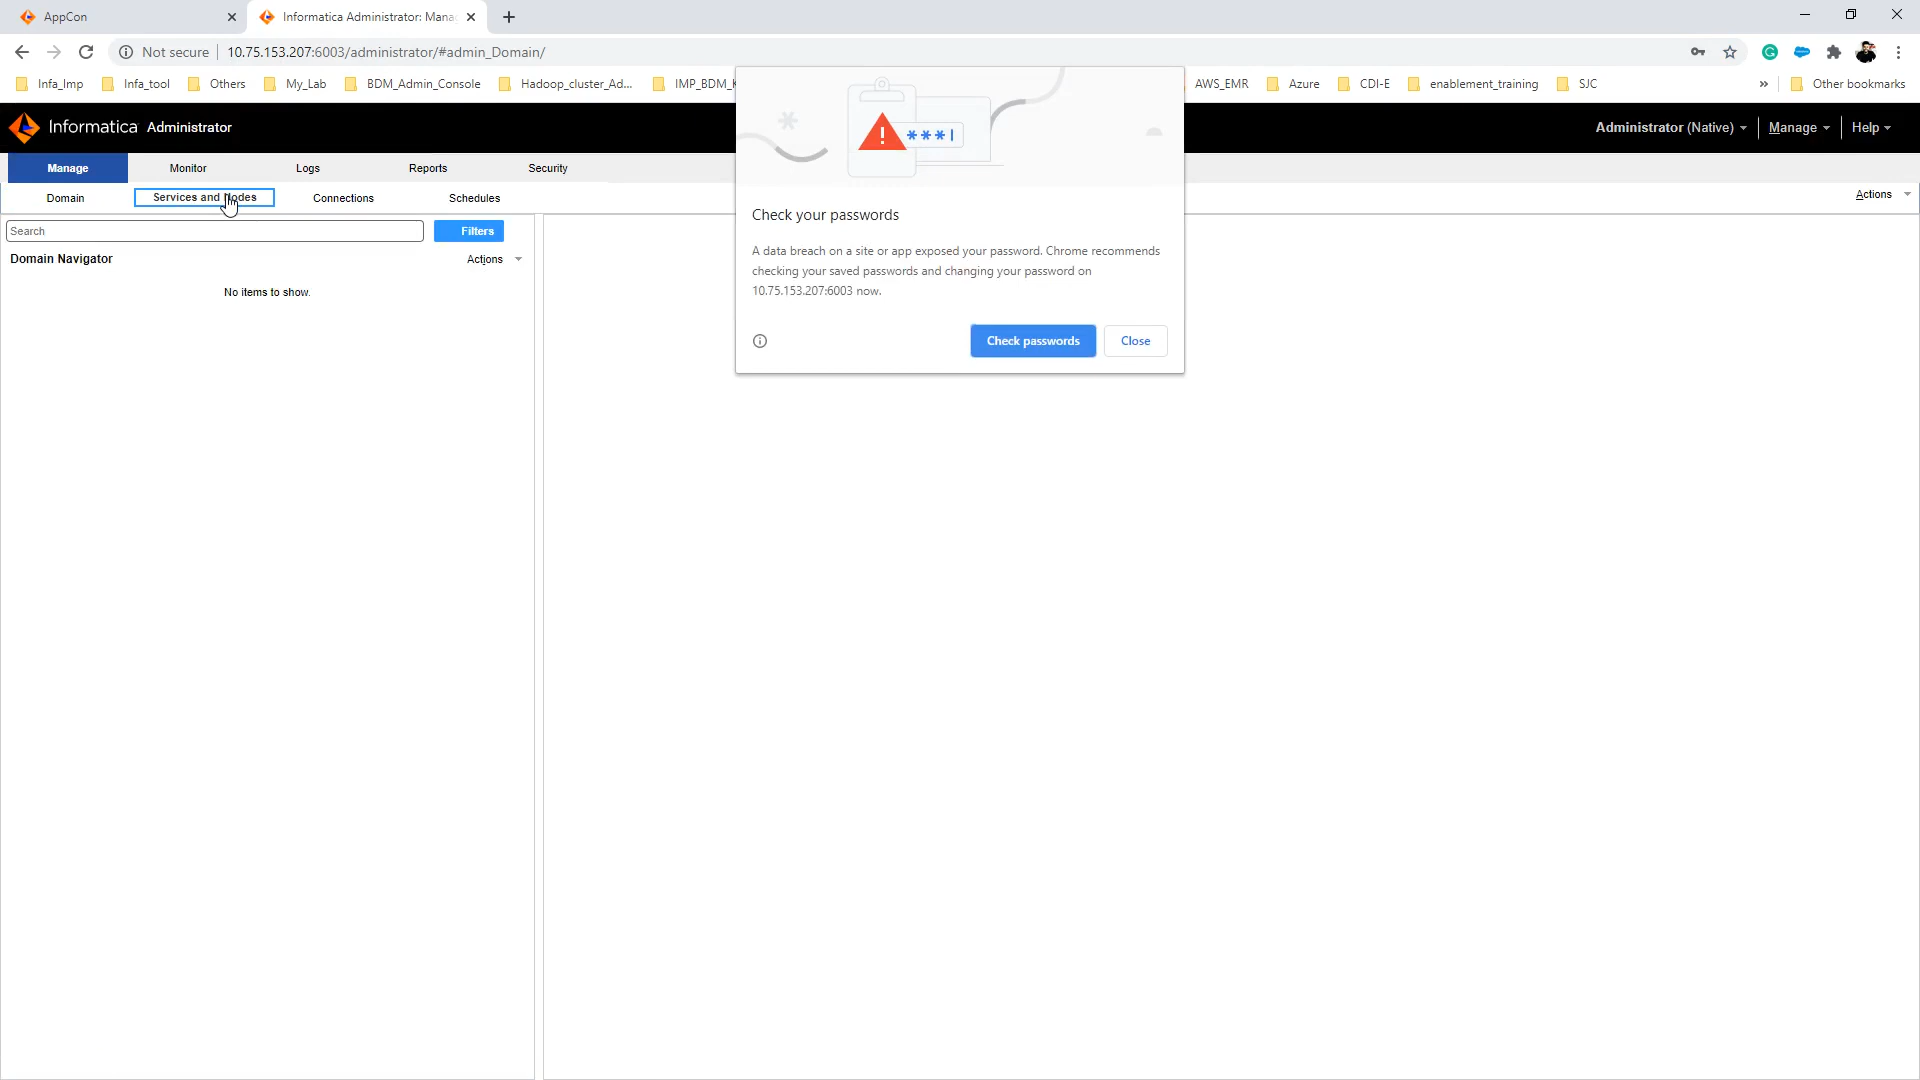 AppCon
Informatica Administrator: Mana
Not secure
10.75.153.207:6003/administrator/#admin_Domain/
Infa_Imp
Infa_tool
Others
My_Lab
BDM_Admin_Console
Hadoop_cluster_Ad...
IMP_BDM_K
AWS_EMR
Azure
CDI-E
enablement_training
SJC
»
Other bookmarks
Informatica Administrator
Administrator (Native)
Manage
Help
Manage
Monitor
Logs
Reports
Security
Domain
Services and Nodes
Connections
Schedules
Actions
Search
Filters
Domain Navigator
Actions
No items to show.
***|
Check your passwords
A data breach on a site or app exposed your password. Chrome recommends
checking your saved passwords and changing your password on
10.75.153.207:6003 now.
Check passwords
Close